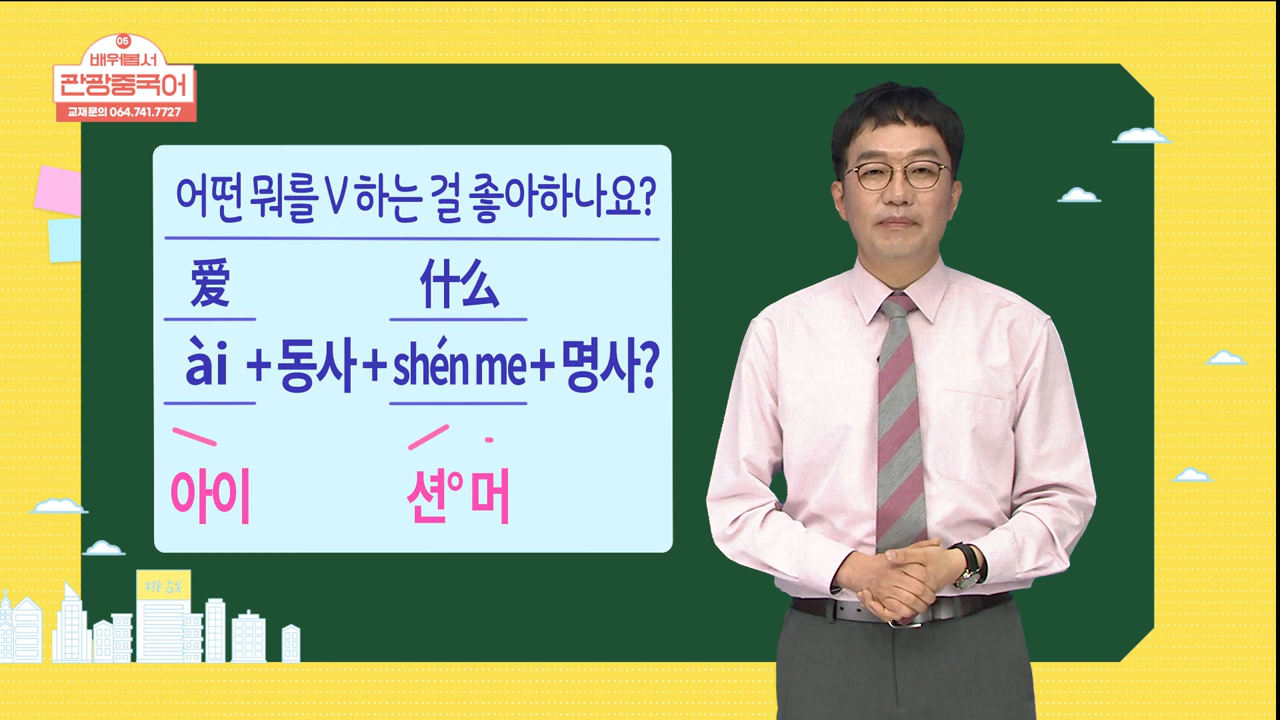 05
배워볼서
관광중국어
교재문의 064.741.7727
어떤 뭐를 V 하는 걸 좋아하나요?
爱 什么
ài + 동사 + shén me + 명사?
아이 션° 머
挑战